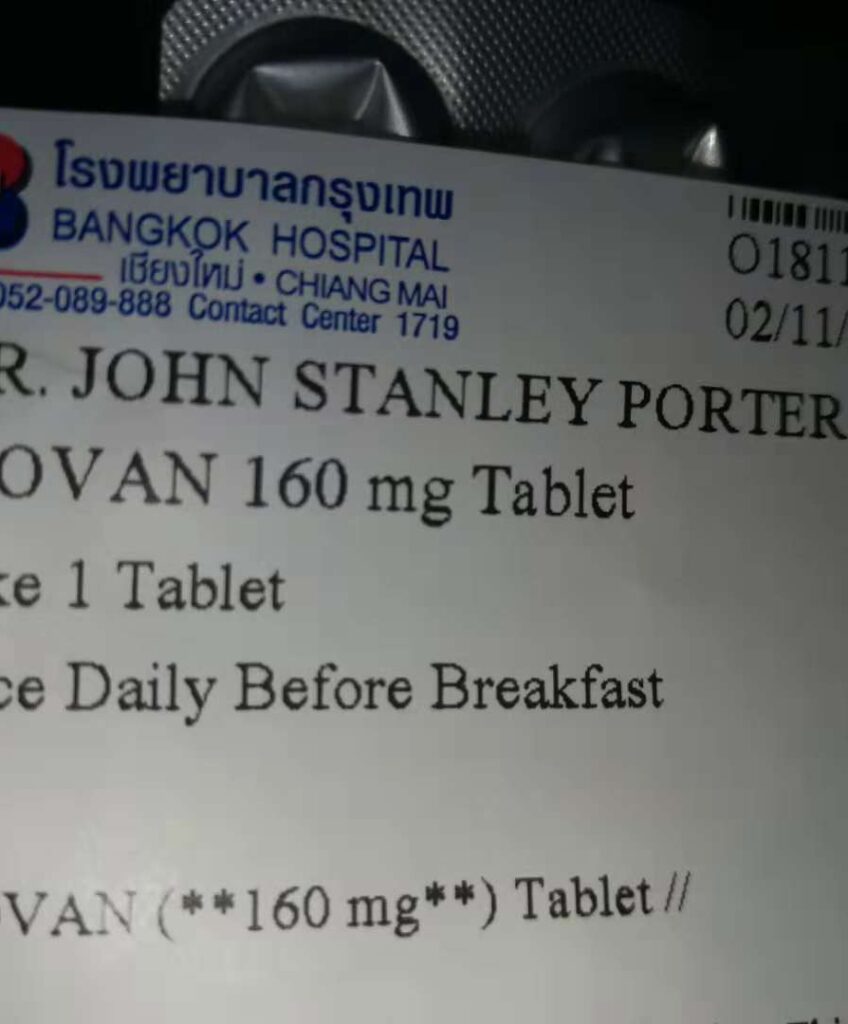 โรงพยาบาลกรุงเทพ
BANGKOK HOSPITAL
เชียงใหม่ • CHIANG MAI
052-089-888 Contact Center 1719
O1811
02/11/
R. JOHN STANLEY PORTER
OVAN 160 mg Tablet
ke 1 Tablet
ce Daily Before Breakfast
OVAN (**160 mg**) Tablet //